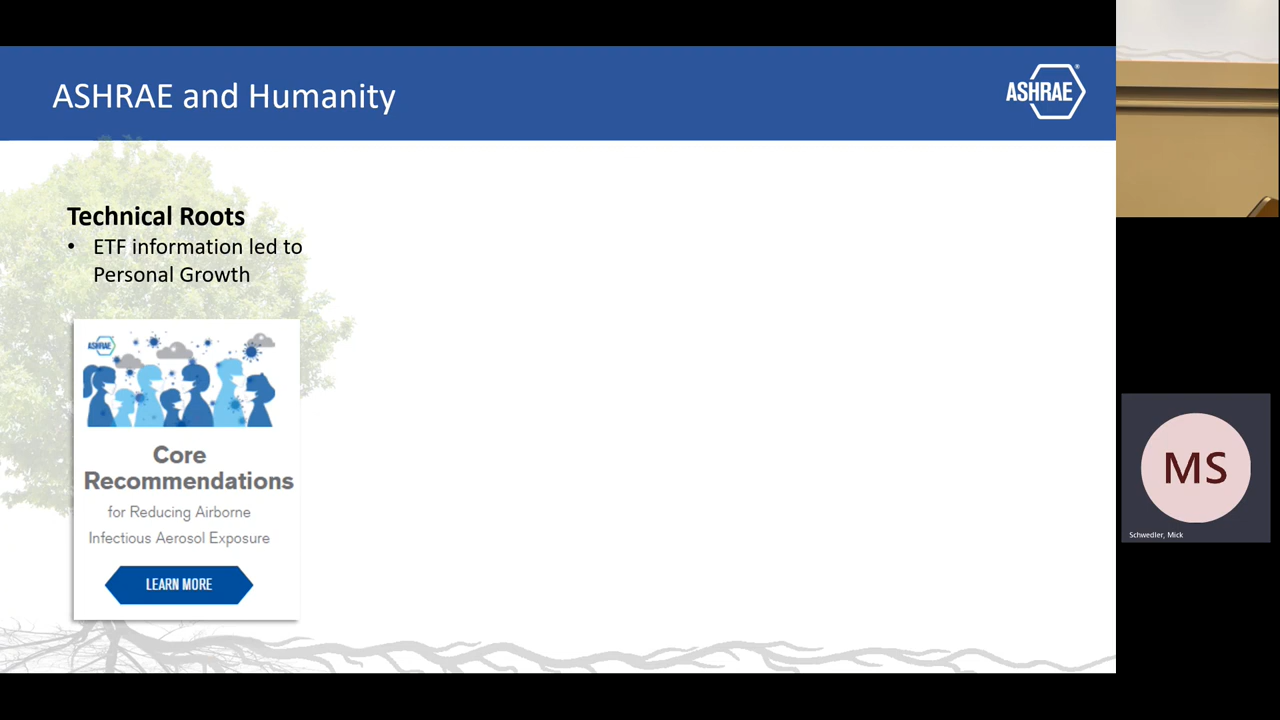 ASHRAE and Humanity
ASHRAE
®
Technical Roots
• ETF information led to
Personal Growth
ASHRAE
Core
Recommendations
for Reducing Airborne
Infectious Aerosol Exposure
LEARN MORE
MS
Schwedler, Mick